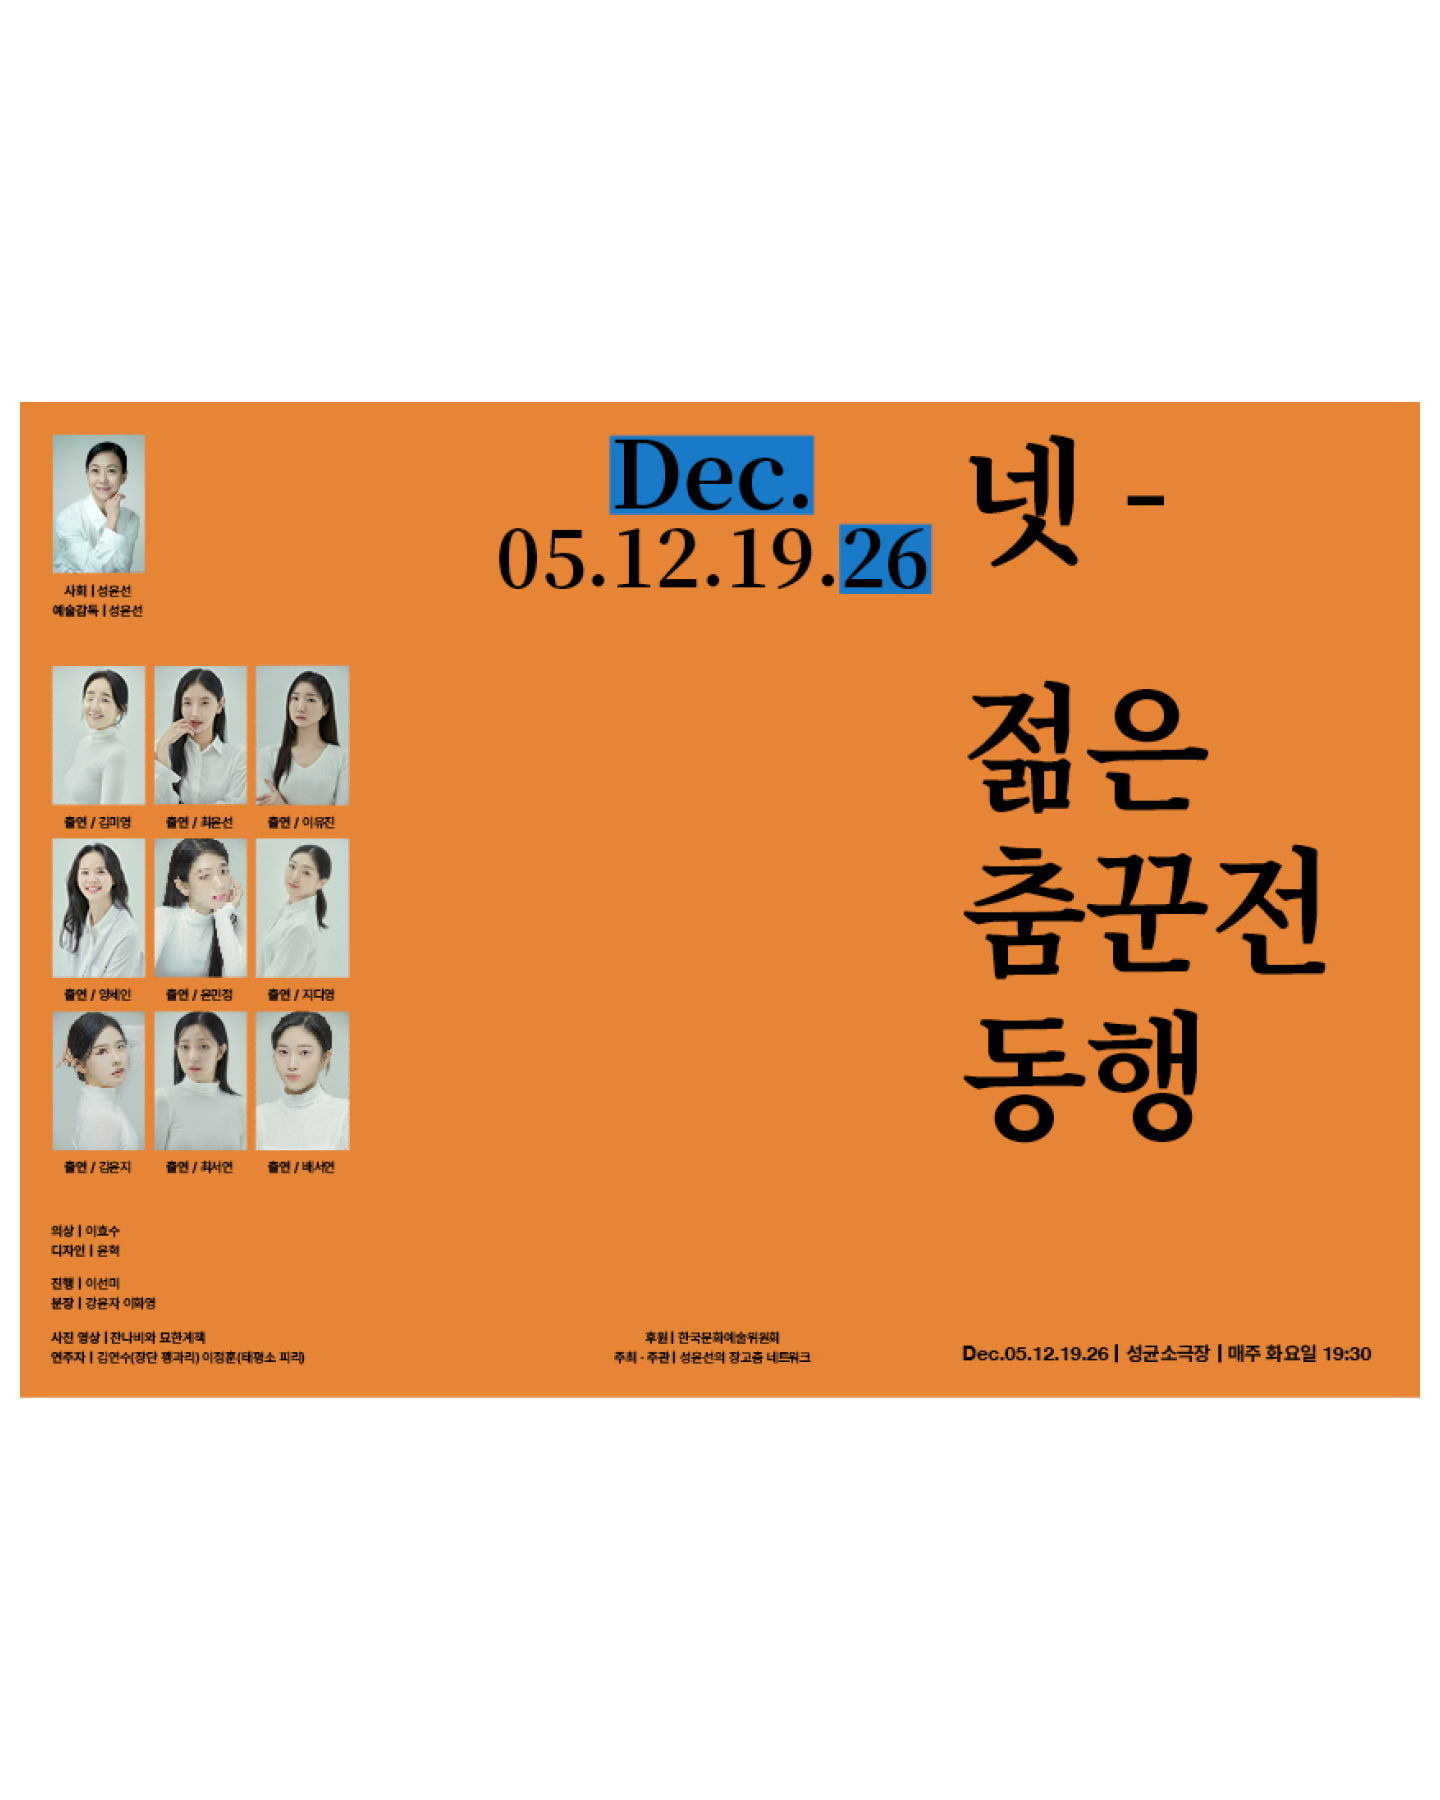 Dec.
05.12.19.26
넷 -
젊은
춤꾼전
동행
사회 | 성윤선
예술감독 | 성윤선
출연 / 김미영
출연 / 최윤선
출연 / 이유진
출연 / 양세인
출연 / 윤민정
출연 / 지다영
출연 / 김윤지
출연 / 최서연
출연 / 배서연
의상 | 이효수
디자인 | 윤혁
진행 | 이선미
분장 | 강윤자 이화영
사진 영상 | 잔나비와 묘한계책
연주자 | 김연수(장단 꽹과리) 이정훈(태평소 피리)
후원 | 한국문화예술위원회
주최 · 주관 | 성윤선의 장고춤 네트워크
Dec.05.12.19.26 | 성균소극장 | 매주 화요일 19:30